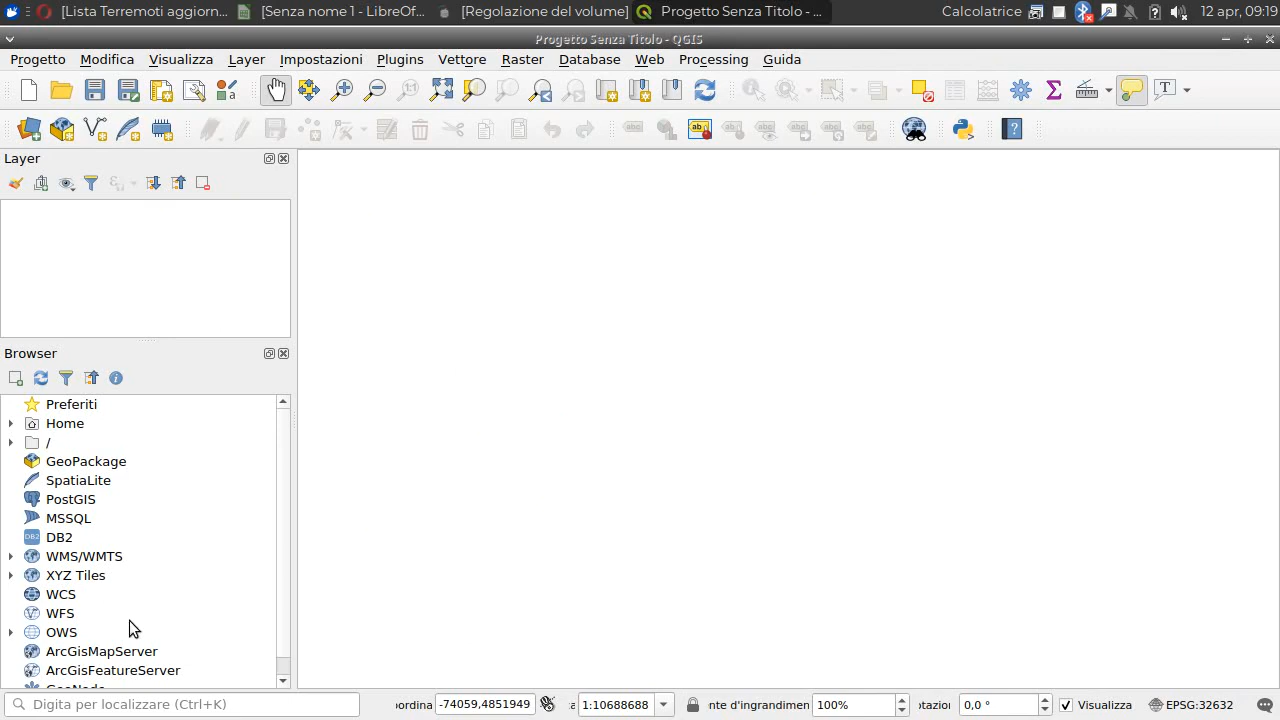 [Lista Terremoti aggiorn... [Senza nome 1 - LibreOf... [Regolazione del volume] Progetto Senza Titolo - ... Calcolatrice 12 apr, 09:19
Progetto Senza Titolo - QGIS
Progetto Modifica Visualizza Layer Impostazioni Plugins Vettore Raster Database Web Processing Guida
Layer
Browser
Preferiti
Home
/
GeoPackage
SpatiaLite
PostGIS
MSSQL
DB2
WMS/WMTS
XYZ Tiles
WCS
WFS
OWS
ArcGisMapServer
ArcGisFeatureServer
Digita per localizzare (Ctrl+K) -74059,4851949 1:10688688 nte d'ingrandimen 100% 0,0 ° Visualizza EPSG:32632